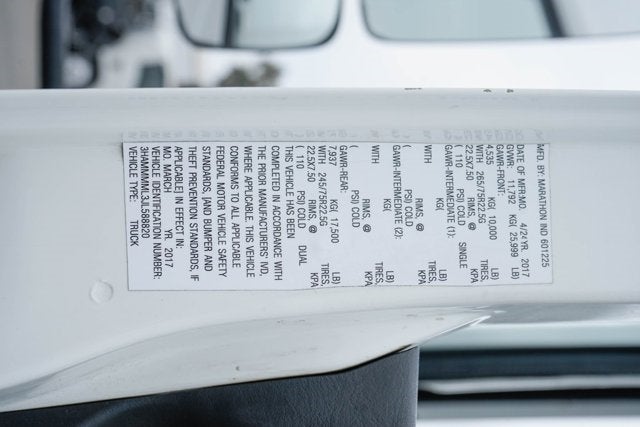 MFD. BY: MARATHON IND 601225
DATE OF MFR:MO. 4/24YR. 2017
GVWR: 11,792 KG( 25,999 LB)
GAWR-FRONT:
4,535 KG( 10,000 LB)
WITH 265/75R22.5G TIRES,
22.5X7.50 RIMS, @
( 110 PSI) COLD SINGLE
GAWR-INTERMEDIATE (1):
KG( LB)
WITH TIRES,
RIMS, @ KPA
( PSI) COLD
GAWR-INTERMEDIATE (2):
KG( LB)
WITH TIRES,
RIMS, @ KPA
( PSI) COLD
GAWR-REAR:
7,937 KG( 17,500 LB)
WITH 245/75R22.5G TIRES,
22.5X7.50 RIMS, @ KPA
( 110 PSI) COLD DUAL
THIS VEHICLE HAS BEEN
COMPLETED IN ACCORDANCE WITH
THE PRIOR MANUFACTURERS' IVD,
WHERE APPLICABLE THIS VEHICLE
CONFORMS TO ALL APPLICABLE
FEDERAL MOTOR VEHICLE SAFETY
STANDARDS, [AND BUMPER AND
THEFT PREVENTION STANDARDS, IF
APPLICABLE] IN EFFECT IN:
MO. MARCH YR. 2017
VEHICLE IDENTIFICATION NUMBER:
3HAMMMML3JL588820
VEHICLE TYPE: TRUCK